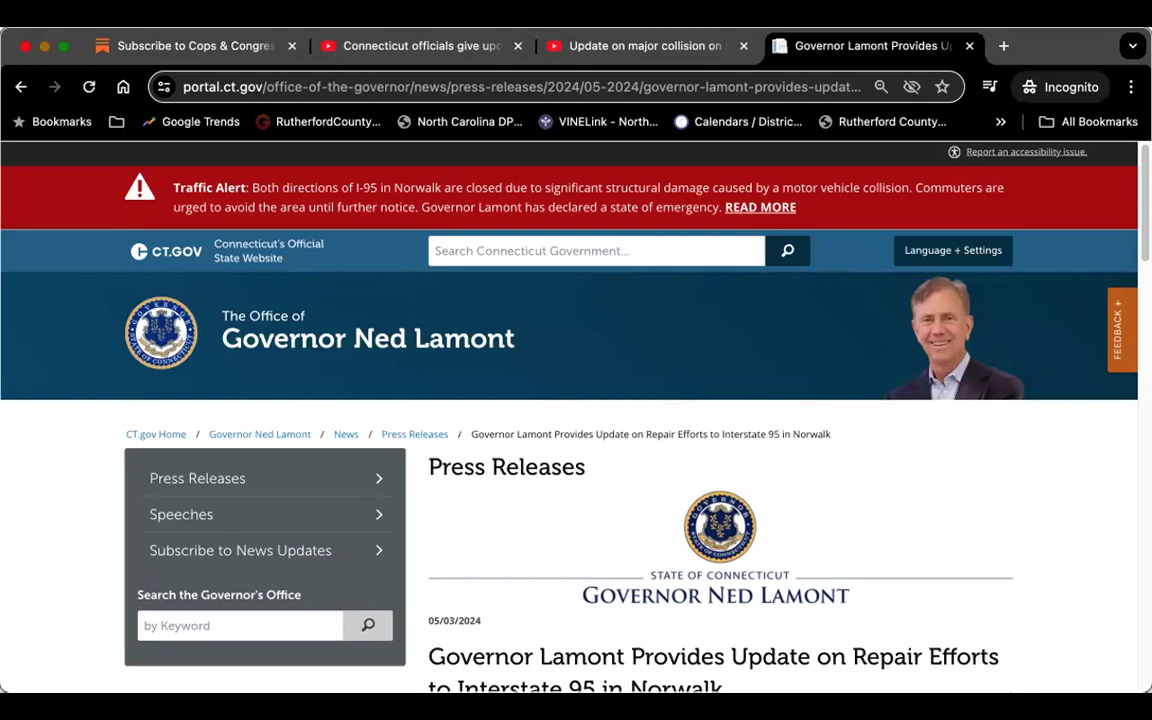 Subscribe to Cops & Congres
Connecticut officials give upd
Update on major collision on
Governor Lamont Provides U
portal.ct.gov/office-of-the-governor/news/press-releases/2024/05-2024/governor-lamont-provides-updat...
Incognito
Bookmarks
Google Trends
RutherfordCounty...
North Carolina DP...
VINELink - North...
Calendars / Distric...
Rutherford County...
»
All Bookmarks
Report an accessibility issue.
Traffic Alert: Both directions of I-95 in Norwalk are closed due to significant structural damage caused by a motor vehicle collision. Commuters are
urged to avoid the area until further notice. Governor Lamont has declared a state of emergency. READ MORE
CT.GOV
Connecticut's Official
State Website
Search Connecticut Government...
Language + Settings
The Office of
Governor Ned Lamont
FEEDBACK +
CT.gov Home / Governor Ned Lamont / News / Press Releases / Governor Lamont Provides Update on Repair Efforts to Interstate 95 in Norwalk
Press Releases
Speeches
Subscribe to News Updates
Search the Governor's Office
by Keyword
Press Releases
STATE OF CONNECTICUT
GOVERNOR NED LAMONT
05/03/2024
Governor Lamont Provides Update on Repair Efforts
to Interstate 95 in Norwalk